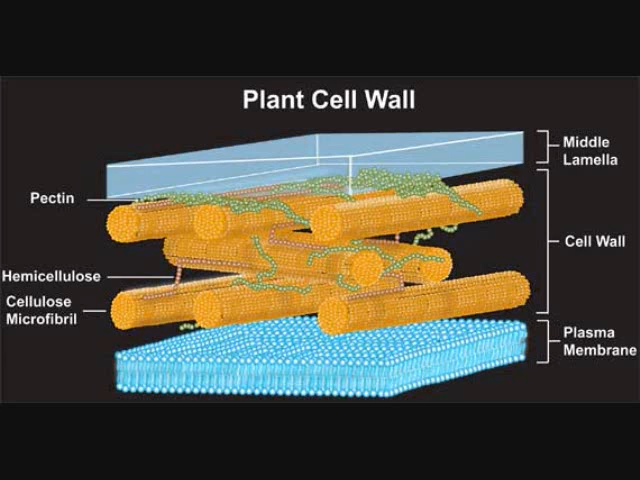 Plant Cell Wall
Middle
Lamella
Pectin
Cell Wall
Hemicellulose
Cellulose
Microfibril
Plasma
Membrane